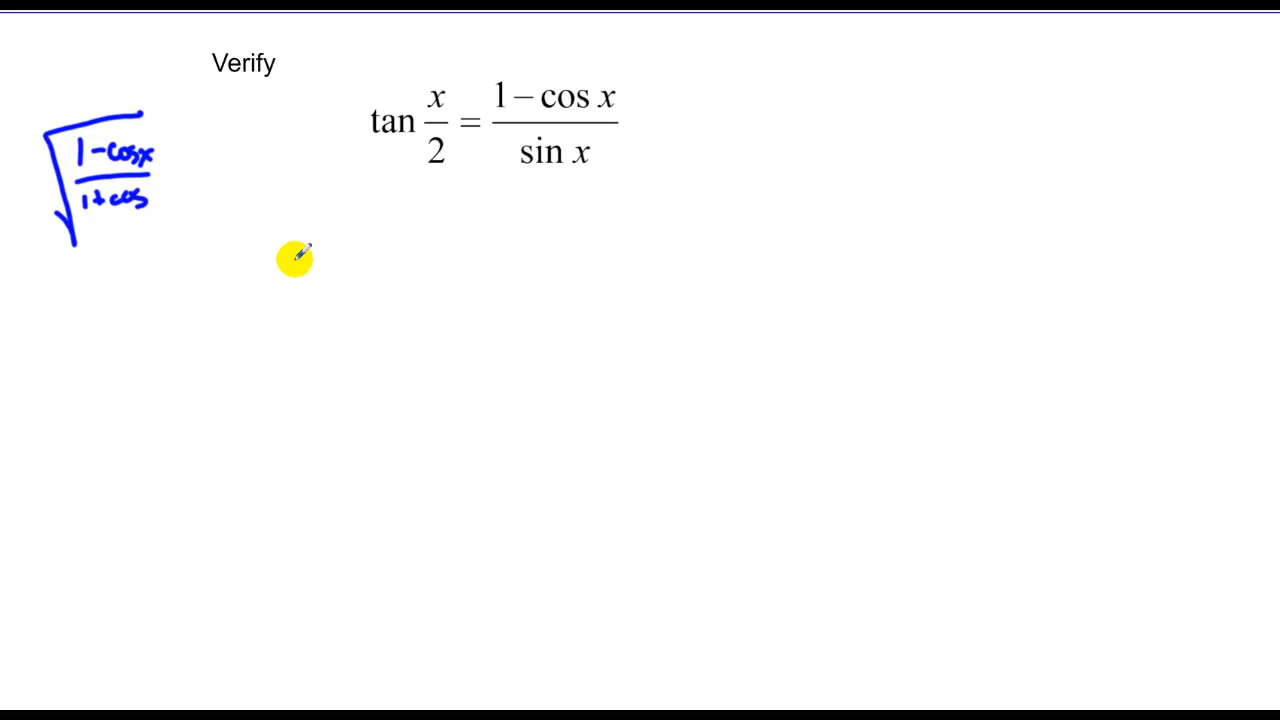 Verify
tan x/2 = (1 – cos x)/(sin x)
√((1-cosx)/(1+cos))